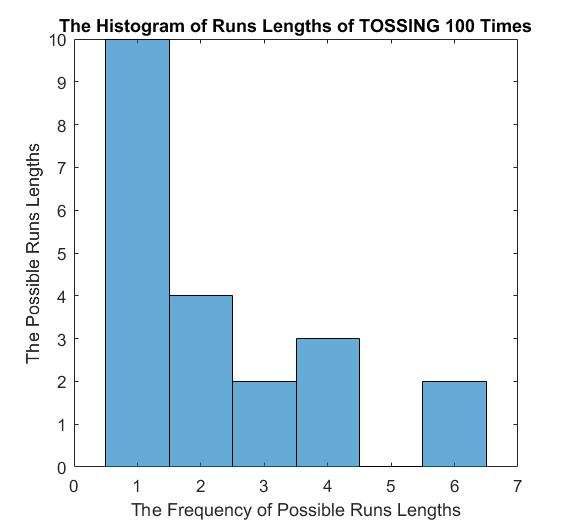 The Histogram of Runs Lengths of TOSSING 100 Times
The Possible Runs Lengths
10
9
8
7
6
5
4
3
2
1
0
0 1 2 3 4 5 6 7
The Frequency of Possible Runs Lengths